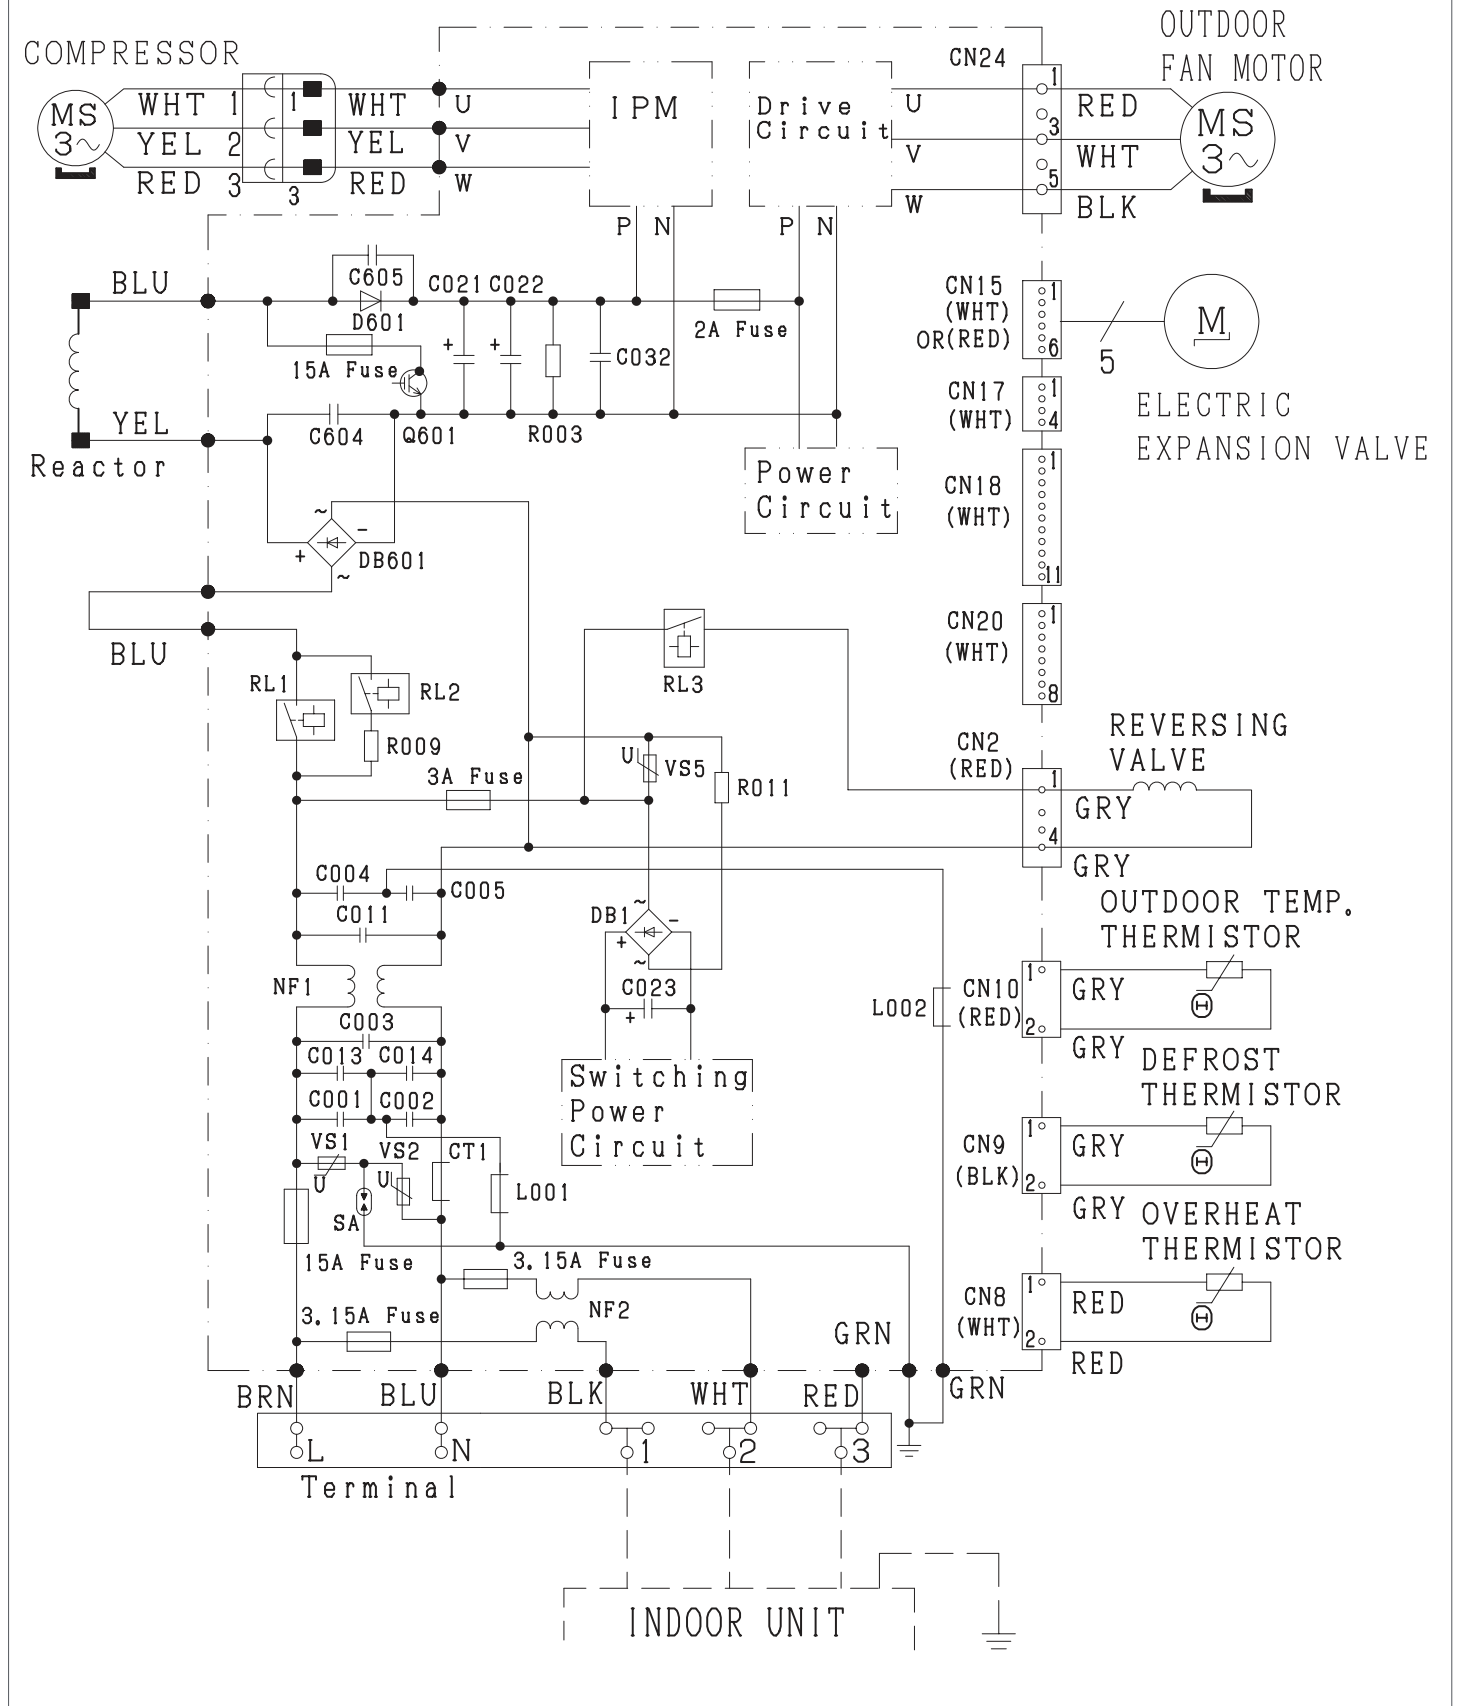 OUTDOOR
FAN MOTOR
COMPRESSOR
CN24
MS
3~
WHT 1
YEL 2
RED 3
1
3
WHT
YEL
RED
U
V
W
IPM
Drive
Circuit
U
V
W
1
3
5
RED
WHT
BLK
MS
3~
P N
P N
BLU
C605
D601
C021 C022
+
+
15A Fuse
2A Fuse
C032
CN15
(WHT)
OR(RED)
1
6
5
M
ELECTRIC
EXPANSION VALVE
CN17
(WHT)
1
4
YEL
Reactor
C604
Q601
R003
Power
Circuit
CN18
(WHT)
1
11
~
+
-
~
DB601
BLU
CN20
(WHT)
1
8
RL1
RL2
RL3
R009
3A Fuse
U
VS5
R011
CN2
(RED)
1
4
REVERSING
VALVE
GRY
GRY
C004
C005
C011
NF1
DB1
~
+
-
~
C023
+
L002
OUTDOOR TEMP.
THERMISTOR
CN10
(RED)
1
2
GRY
GRY
Θ
C003
C013 C014
C001 C002
Switching
Power
Circuit
DEFROST
THERMISTOR
CN9
(BLK)
1
2
GRY
GRY
Θ
VS1
U
VS2
U
CT1
L001
SA
15A Fuse
3.15A Fuse
NF2
3.15A Fuse
OVERHEAT
THERMISTOR
CN8
(WHT)
1
2
RED
RED
Θ
GRN
BRN
BLU
BLK
WHT
RED
GRN
L
N
1
2
3
Terminal
INDOOR UNIT